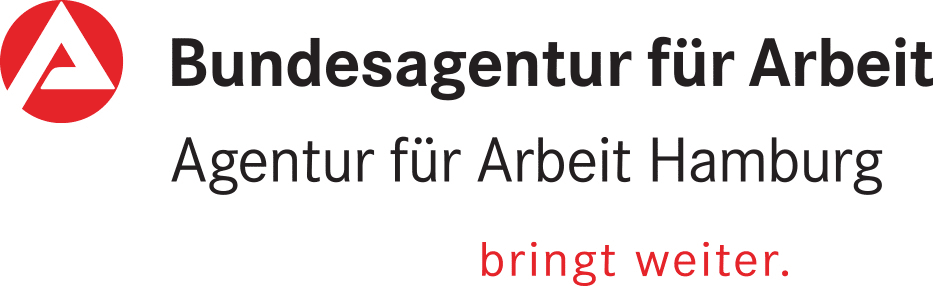 Bundesagentur für Arbeit
Agentur für Arbeit Hamburg
bringt weiter.